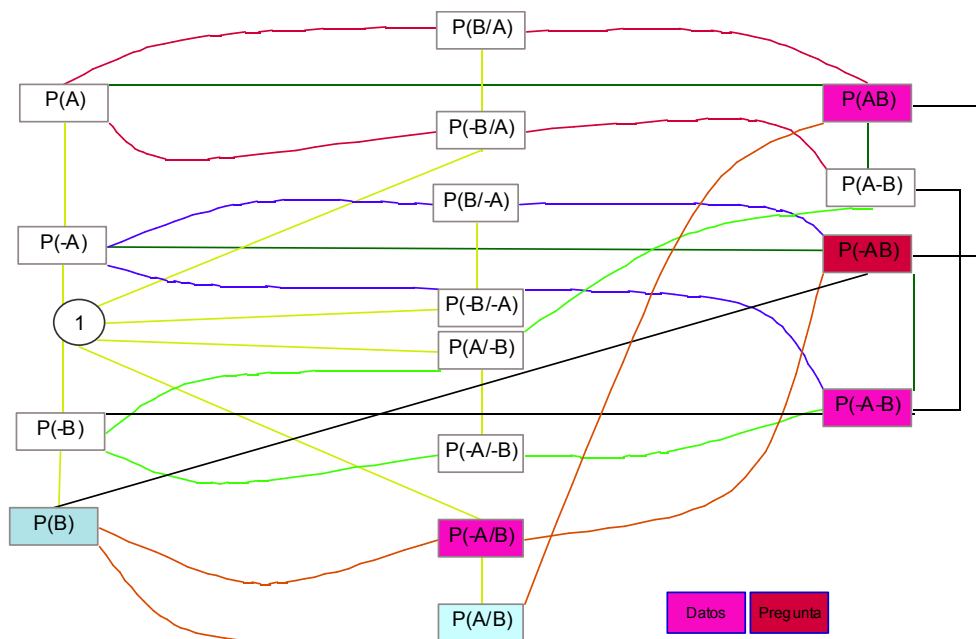 P(B/A)
P(A)
P(AB)
P(-B/A)
P(A-B)
P(B/-A)
P(-A)
P(-AB)
P(-B/-A)
1
P(A/-B)
P(-A-B)
P(-B)
P(-A/-B)
P(B)
P(-A/B)
P(A/B)
Datos
Pregunta